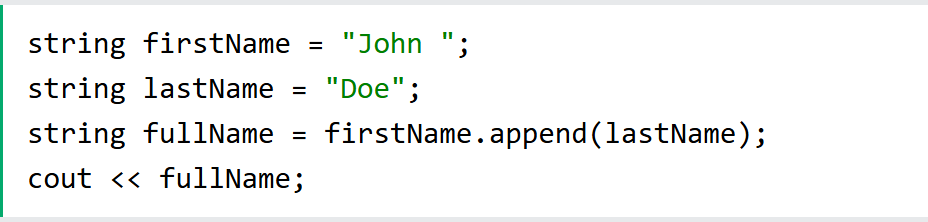 string firstName = "John ";
string lastName = "Doe";
string fullName = firstName.append(lastName);
cout << fullName;